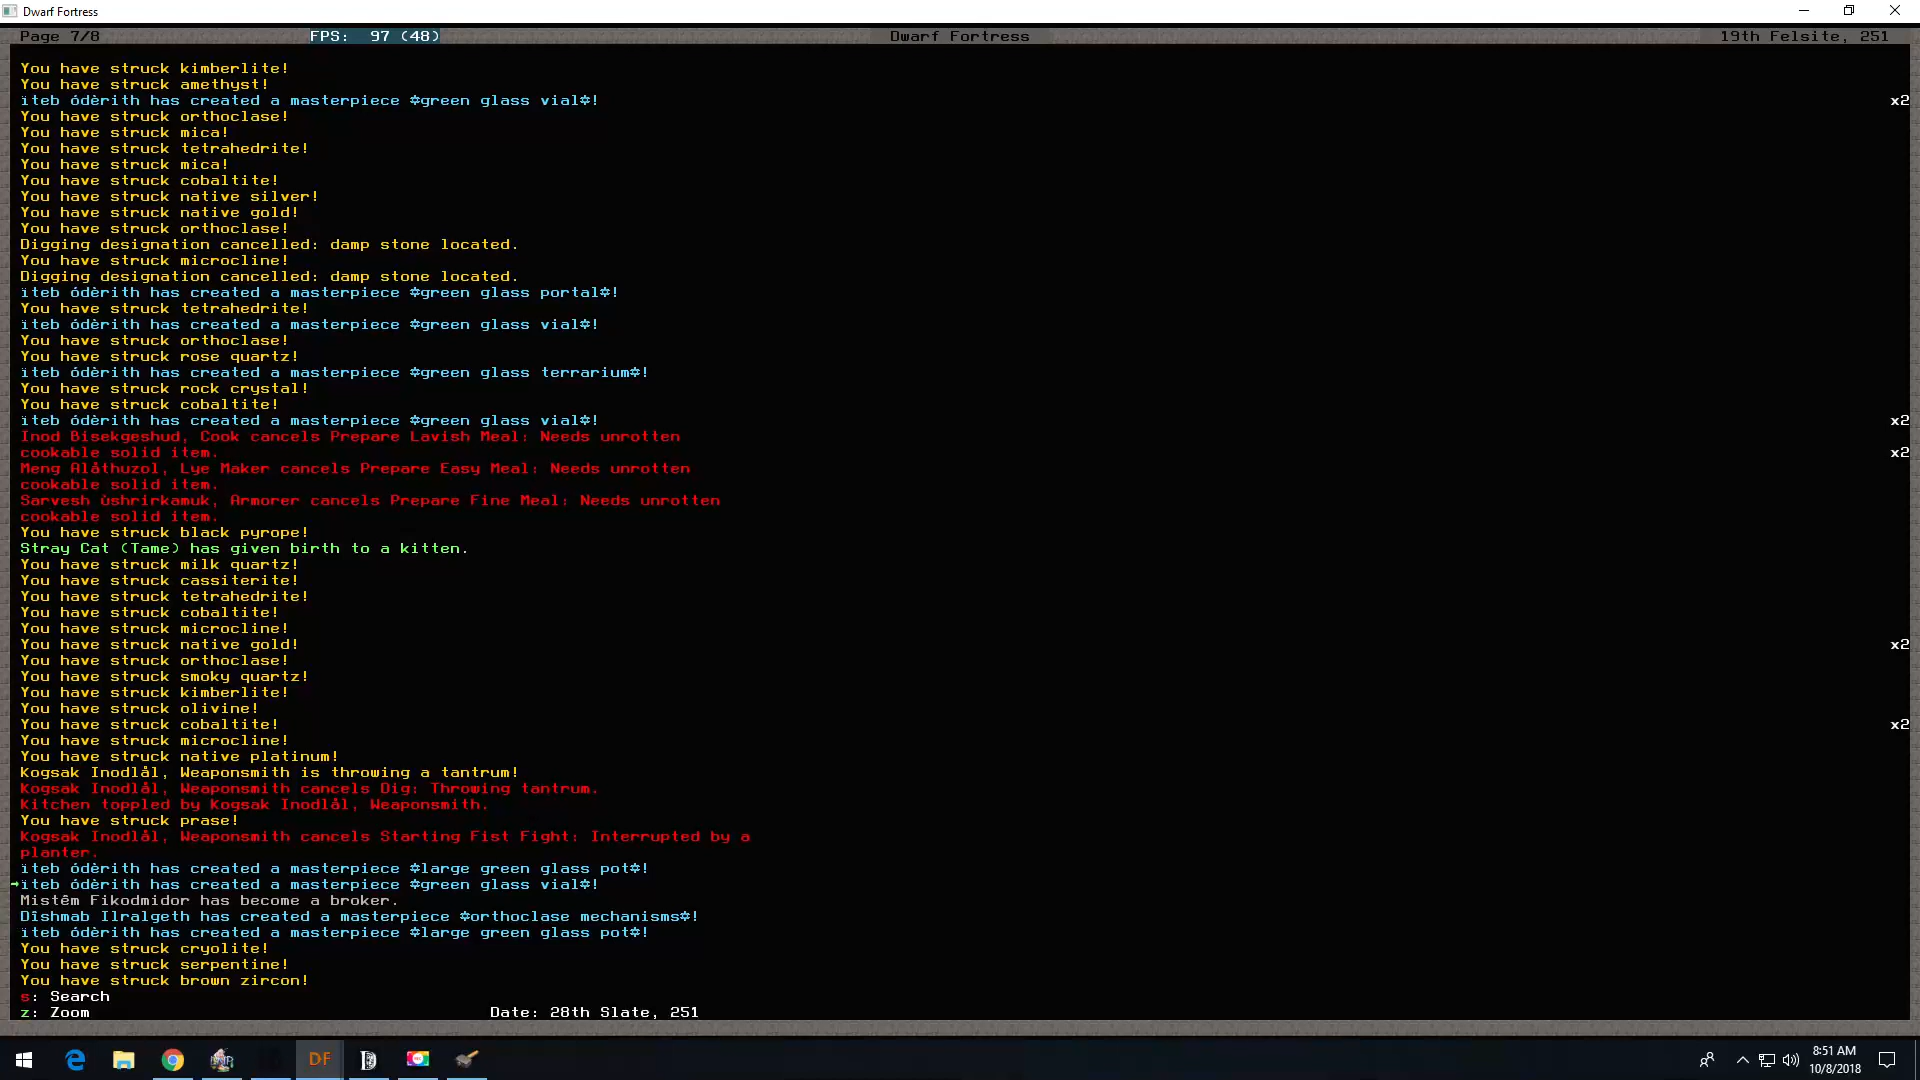 Dwarf Fortress
Page 7/8 FPS: 97 (48) Dwarf Fortress 19th Felsite, 251
You have struck kimberlite!
You have struck amethyst!
ïteb ódèrith has created a masterpiece ☼green glass vial☼! x2
You have struck orthoclase!
You have struck mica!
You have struck tetrahedrite!
You have struck mica!
You have struck cobaltite!
You have struck native silver!
You have struck native gold!
You have struck orthoclase!
Digging designation cancelled: damp stone located.
You have struck microcline!
Digging designation cancelled: damp stone located.
ïteb ódèrith has created a masterpiece ☼green glass portal☼!
You have struck tetrahedrite!
ïteb ódèrith has created a masterpiece ☼green glass vial☼!
You have struck orthoclase!
You have struck rose quartz!
ïteb ódèrith has created a masterpiece ☼green glass terrarium☼!
You have struck rock crystal!
You have struck cobaltite!
ïteb ódèrith has created a masterpiece ☼green glass vial☼! x2
Inod Bisekgeshud, Cook cancels Prepare Lavish Meal: Needs unrotten
cookable solid item. x2
Meng Alåthuzol, Lye Maker cancels Prepare Easy Meal: Needs unrotten
cookable solid item.
Sarvesh ùshrirkamuk, Armorer cancels Prepare Fine Meal: Needs unrotten
cookable solid item.
You have struck black pyrope!
Stray Cat (Tame) has given birth to a kitten.
You have struck milk quartz!
You have struck cassiterite!
You have struck tetrahedrite!
You have struck cobaltite!
You have struck microcline!
You have struck native gold! x2
You have struck orthoclase!
You have struck smoky quartz!
You have struck kimberlite!
You have struck olivine!
You have struck cobaltite! x2
You have struck microcline!
You have struck native platinum!
Kogsak Inodlål, Weaponsmith is throwing a tantrum!
Kogsak Inodlål, Weaponsmith cancels Dig: Throwing tantrum.
Kitchen toppled by Kogsak Inodlål, Weaponsmith.
You have struck prase!
Kogsak Inodlål, Weaponsmith cancels Starting Fist Fight: Interrupted by a
planter.
ïteb ódèrith has created a masterpiece ☼large green glass pot☼!
→ïteb ódèrith has created a masterpiece ☼green glass vial☼!
Mistêm Fikodmidor has become a broker.
Dîshmab Ilralgeth has created a masterpiece ☼orthoclase mechanisms☼!
ïteb ódèrith has created a masterpiece ☼large green glass pot☼!
You have struck cryolite!
You have struck serpentine!
You have struck brown zircon!
s: Search
z: Zoom Date: 28th Slate, 251
DF
8:51 AM
10/8/2018